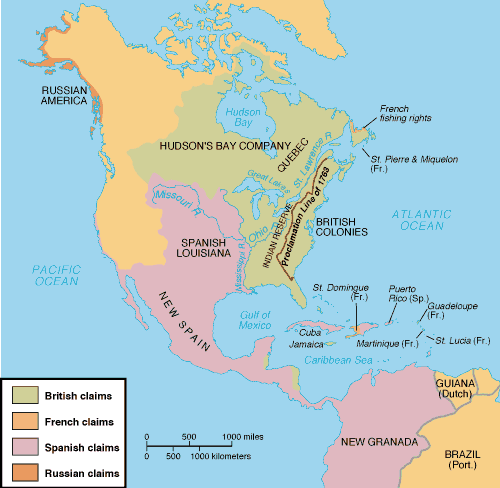 RUSSIAN
AMERICA
Hudson
Bay
HUDSON'S BAY COMPANY
QUEBEC
St. Lawrence R.
French
fishing rights
St. Pierre & Miquelon
(Fr.)
Great Lakes
Missouri R.
Ohio R.
INDIAN RESERVE
Proclamation Line of 1763
BRITISH
COLONIES
ATLANTIC
OCEAN
SPANISH
LOUISIANA
Mississippi R.
PACIFIC
OCEAN
NEW SPAIN
Gulf of
Mexico
St. Domingue
(Fr.)
Puerto
Rico (Sp.)
Guadeloupe
(Fr.)
Cuba
Jamaica
Martinique (Fr.)
St. Lucia (Fr.)
Caribbean Sea
GUIANA
(Dutch)
NEW GRANADA
BRAZIL
(Port.)
British claims
French claims
Spanish claims
Russian claims
0 500 1000 miles
0 500 1000 kilometers